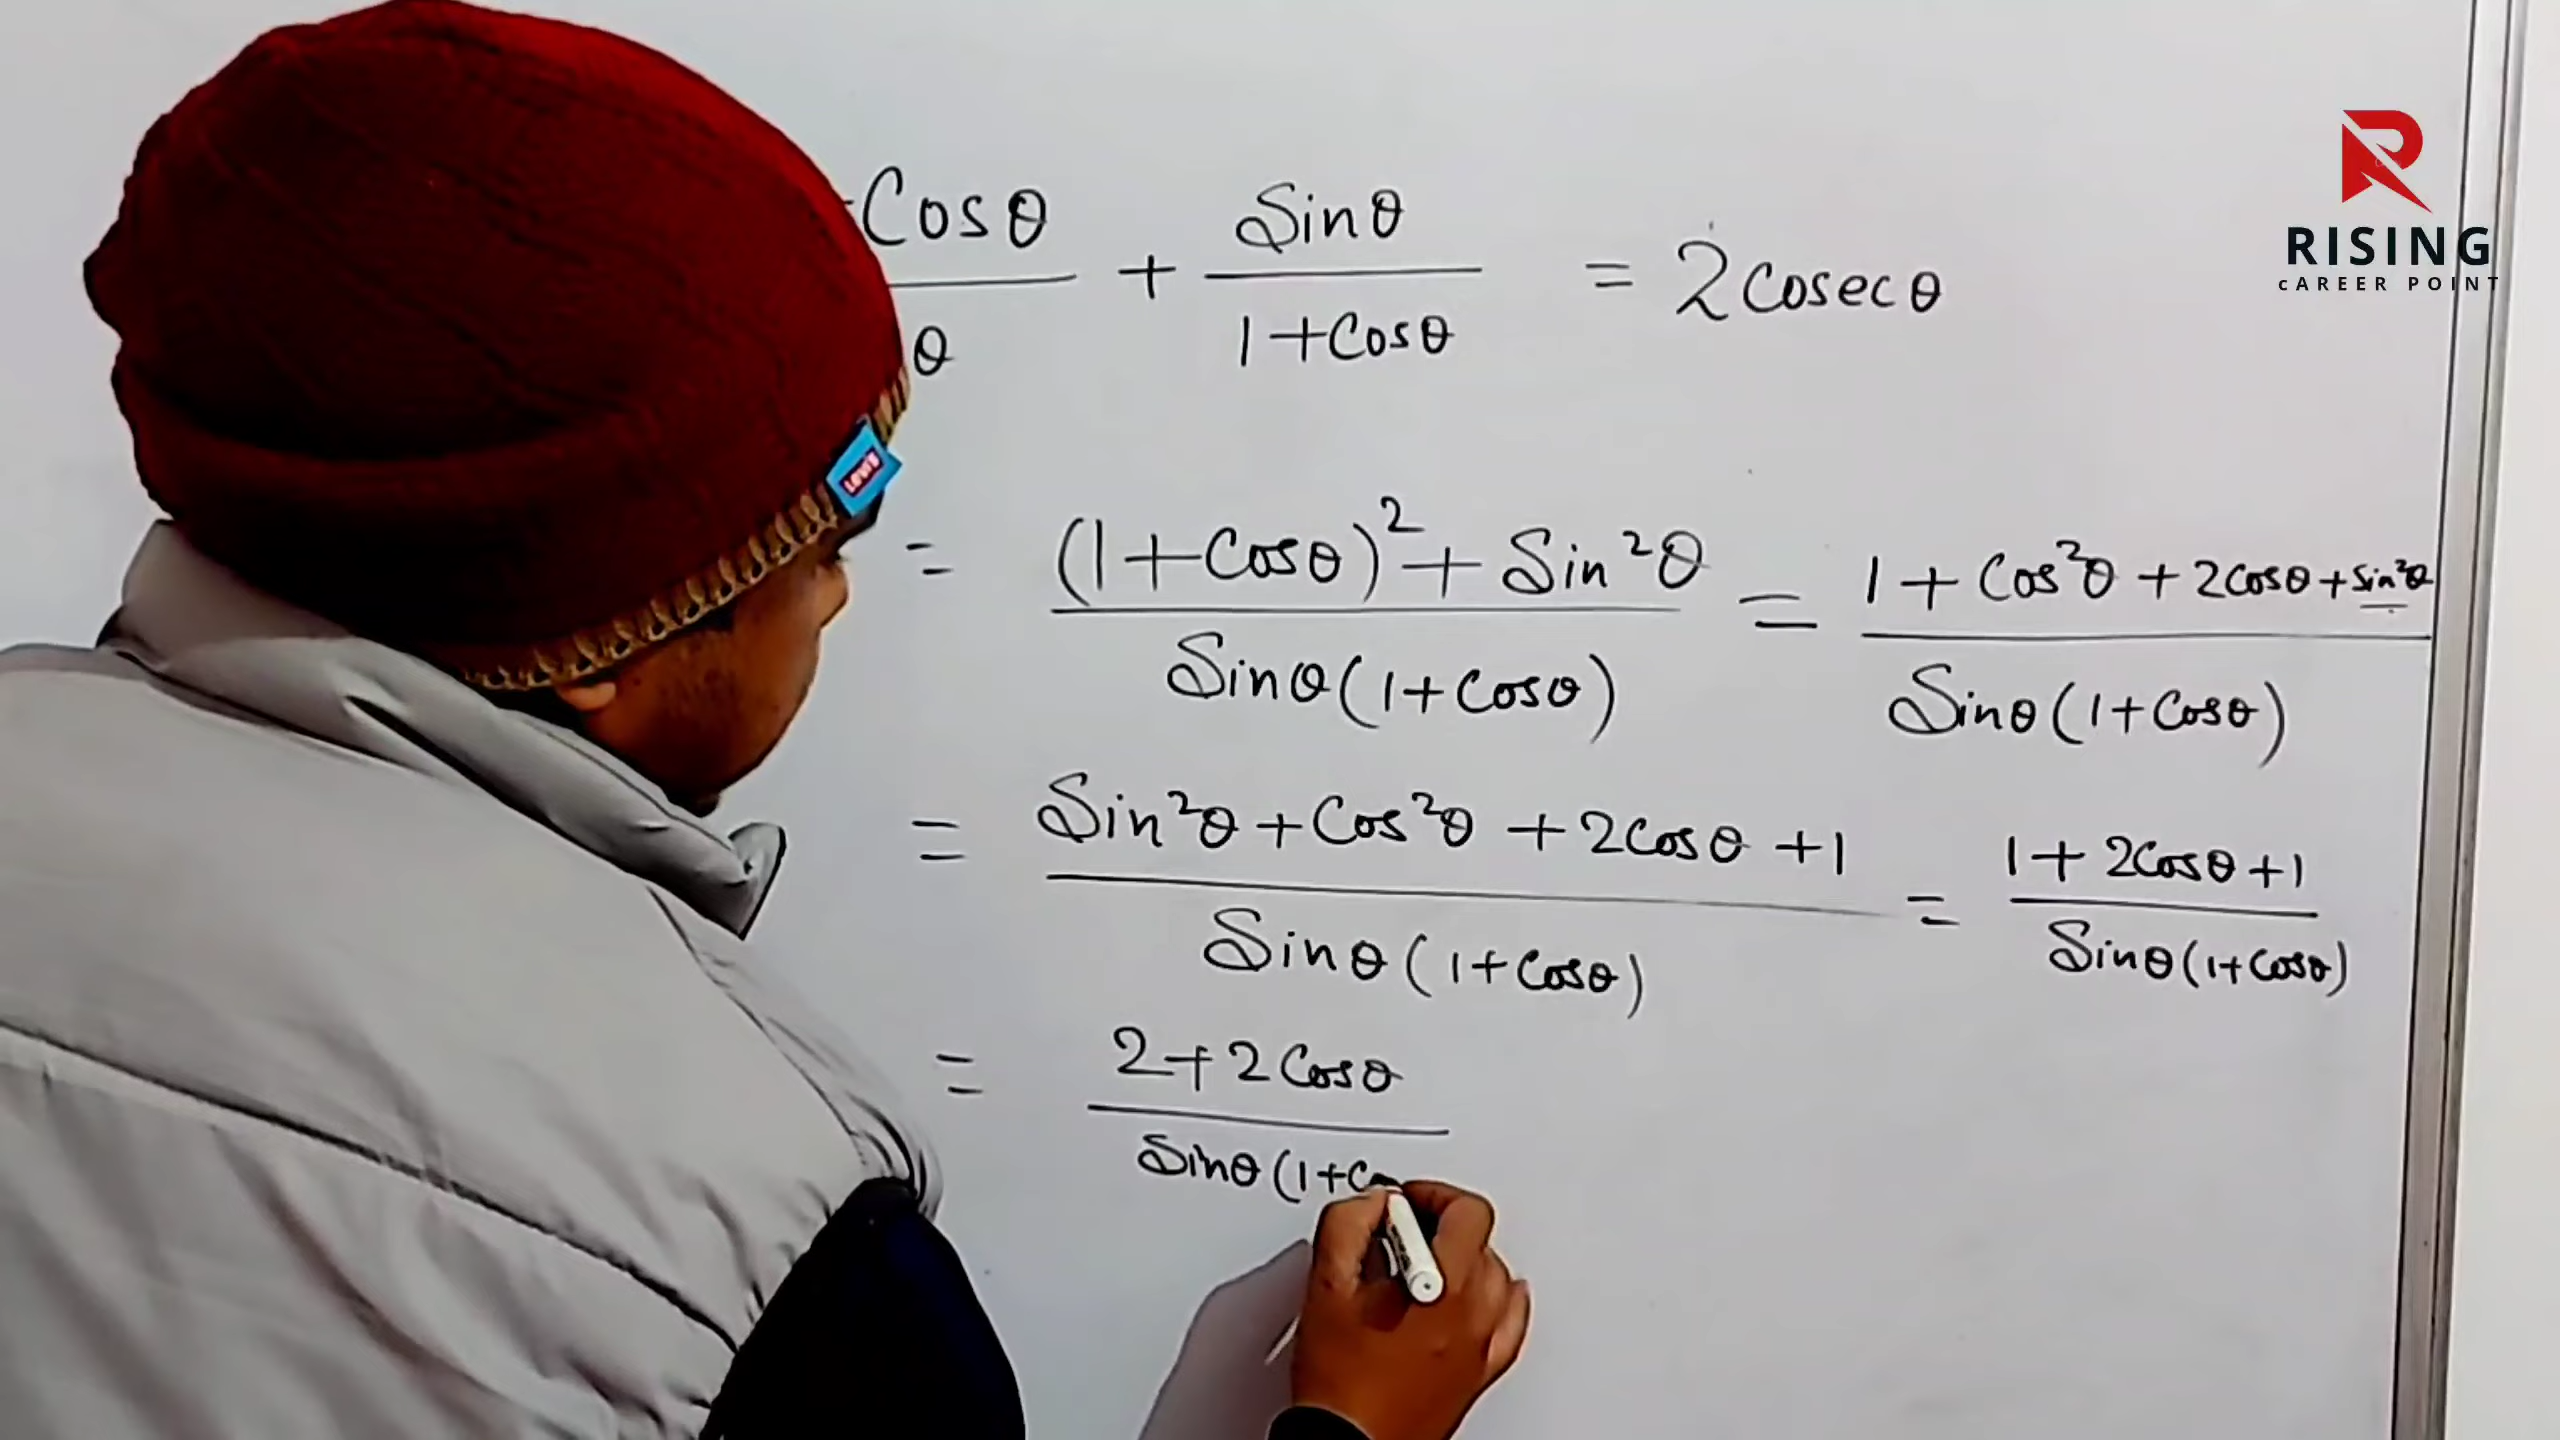 Cosθ / θ + Sinθ / 1+Cosθ = 2Cosecθ
= (1+Cosθ)² + Sin²θ / Sinθ(1+Cosθ) = 1 + Cos²θ + 2Cosθ + Sin²θ / Sinθ(1+Cosθ)
= Sin²θ + Cos²θ + 2Cosθ + 1 / Sinθ(1+Cosθ) = 1 + 2Cosθ + 1 / Sinθ(1+Cosθ)
= 2 + 2Cosθ / Sinθ(1+C
RISING
cAREER POINT
Levi's